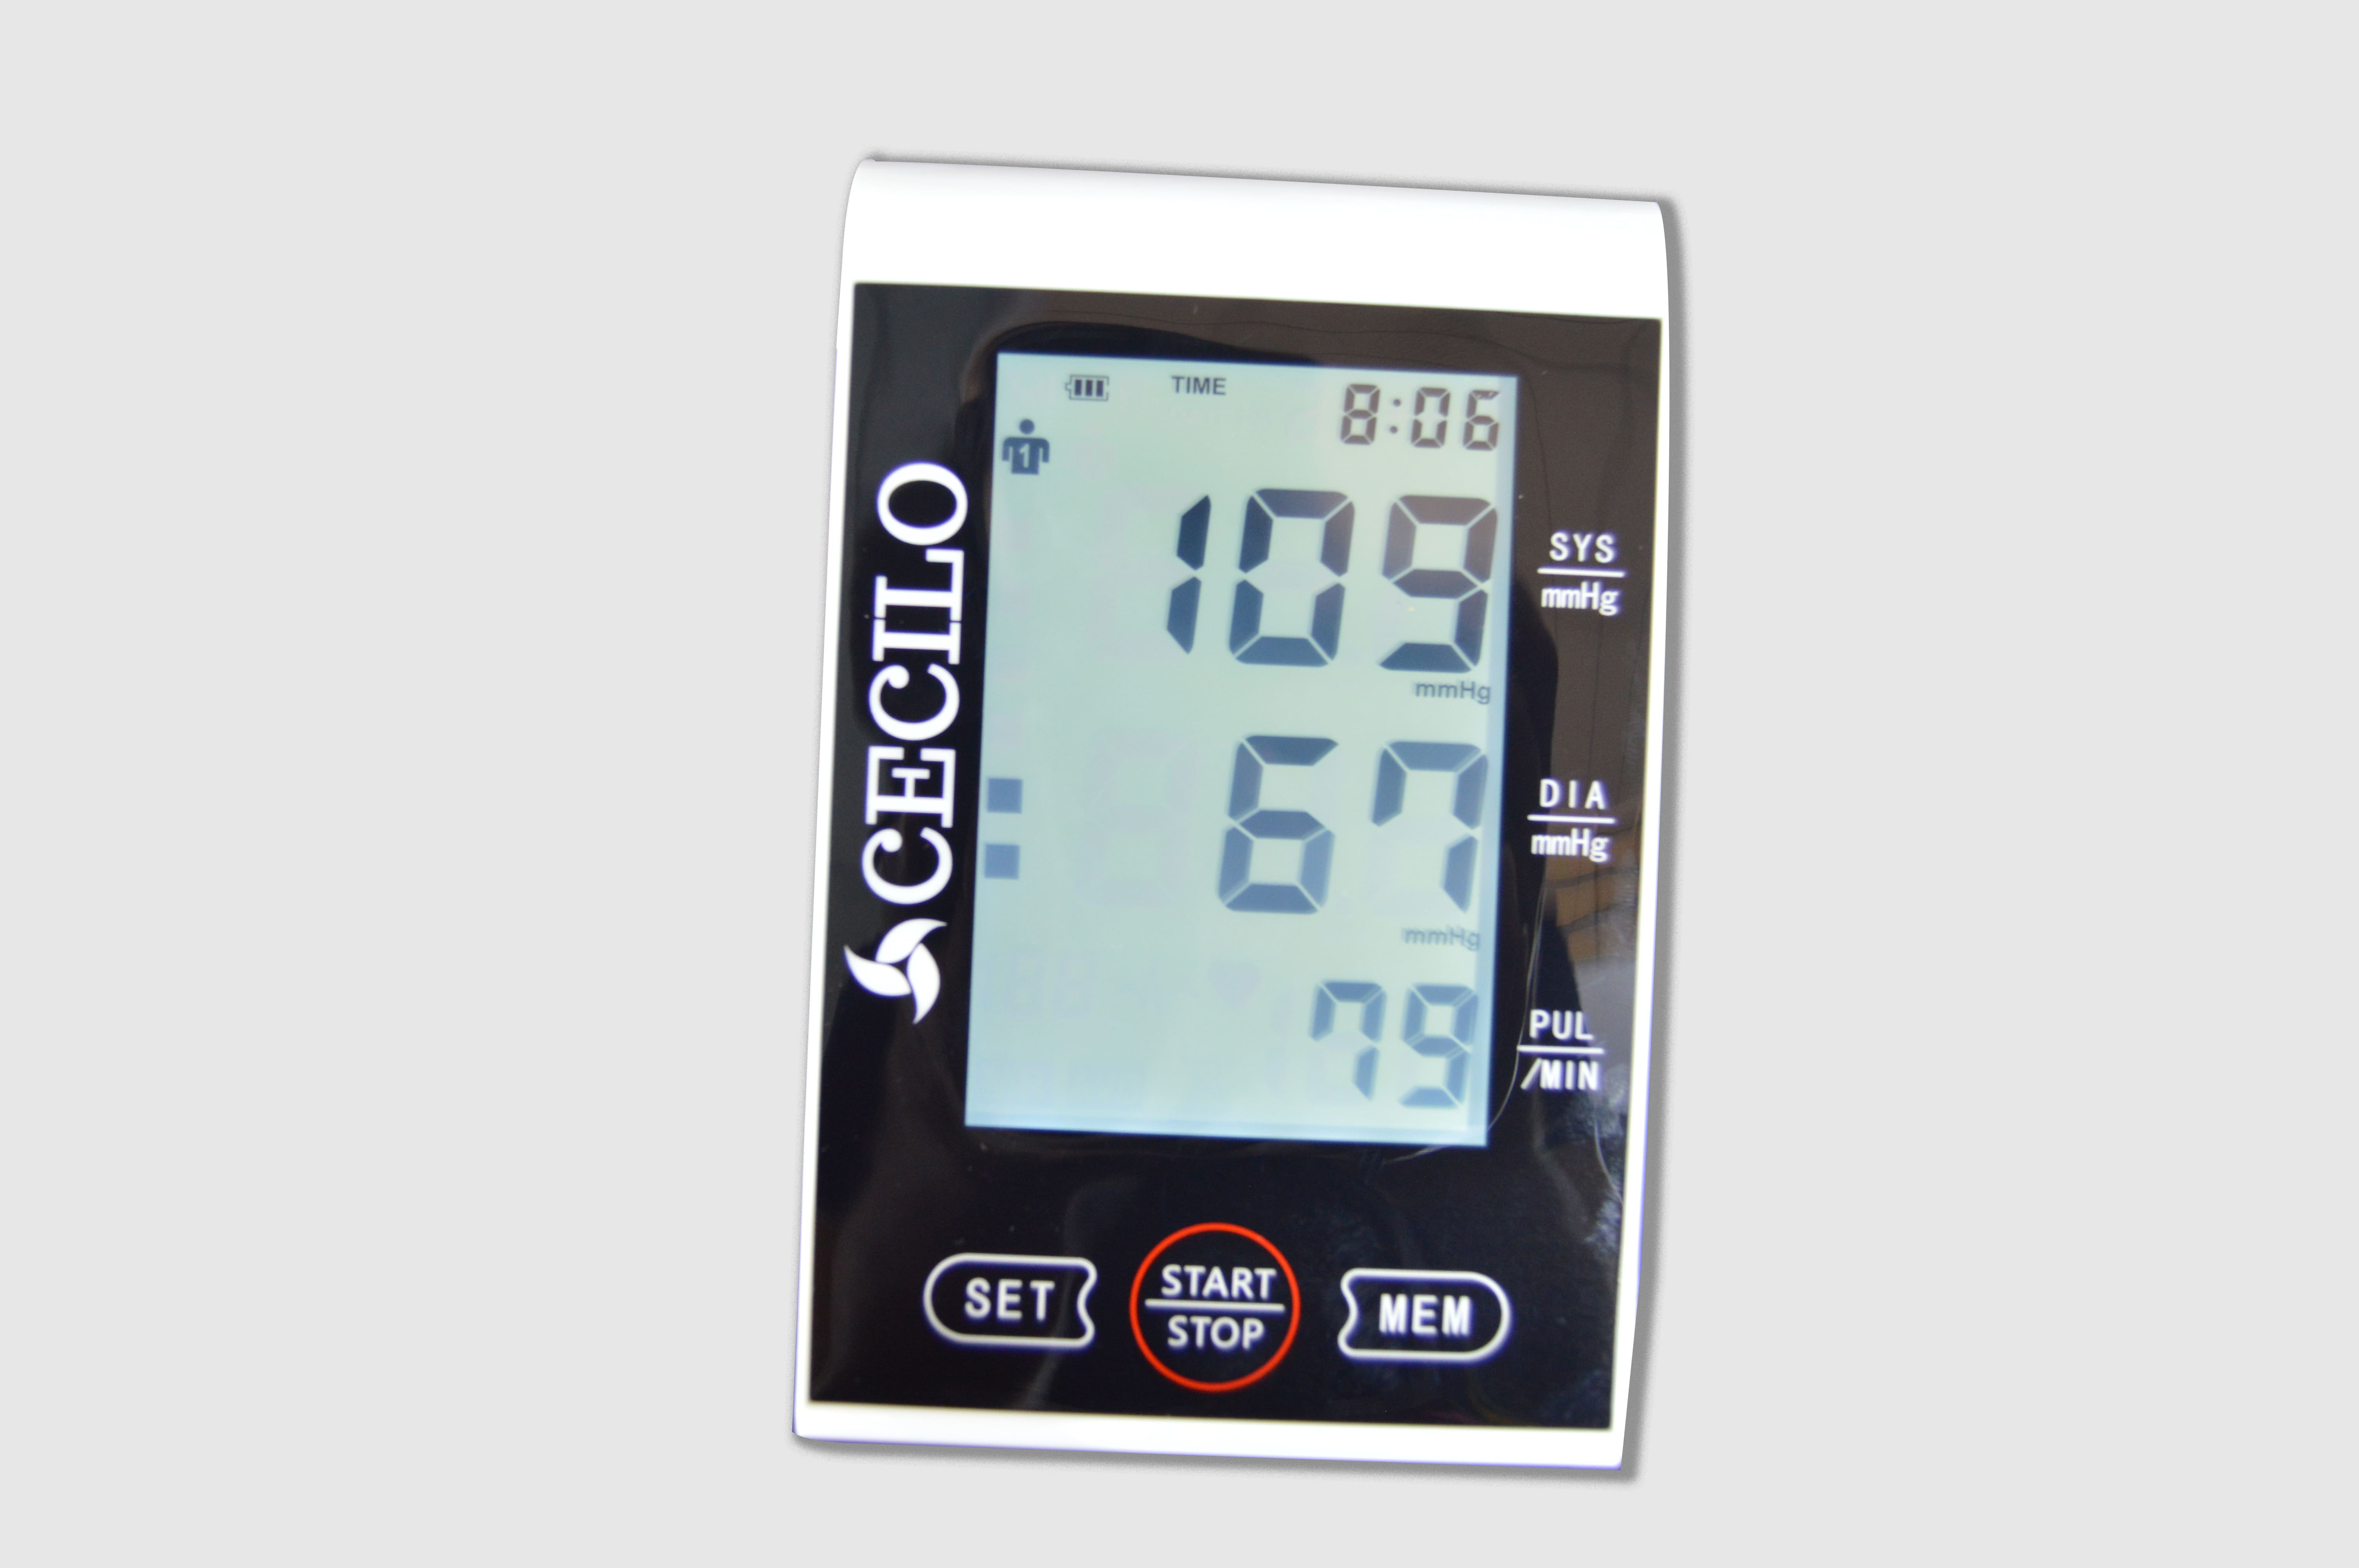 TIME 8:06
1
109
mmHg
SYS
mmHg
67
mmHg
DIA
mmHg
79
PUL
/MIN
CECILO
SET
START
STOP
MEM